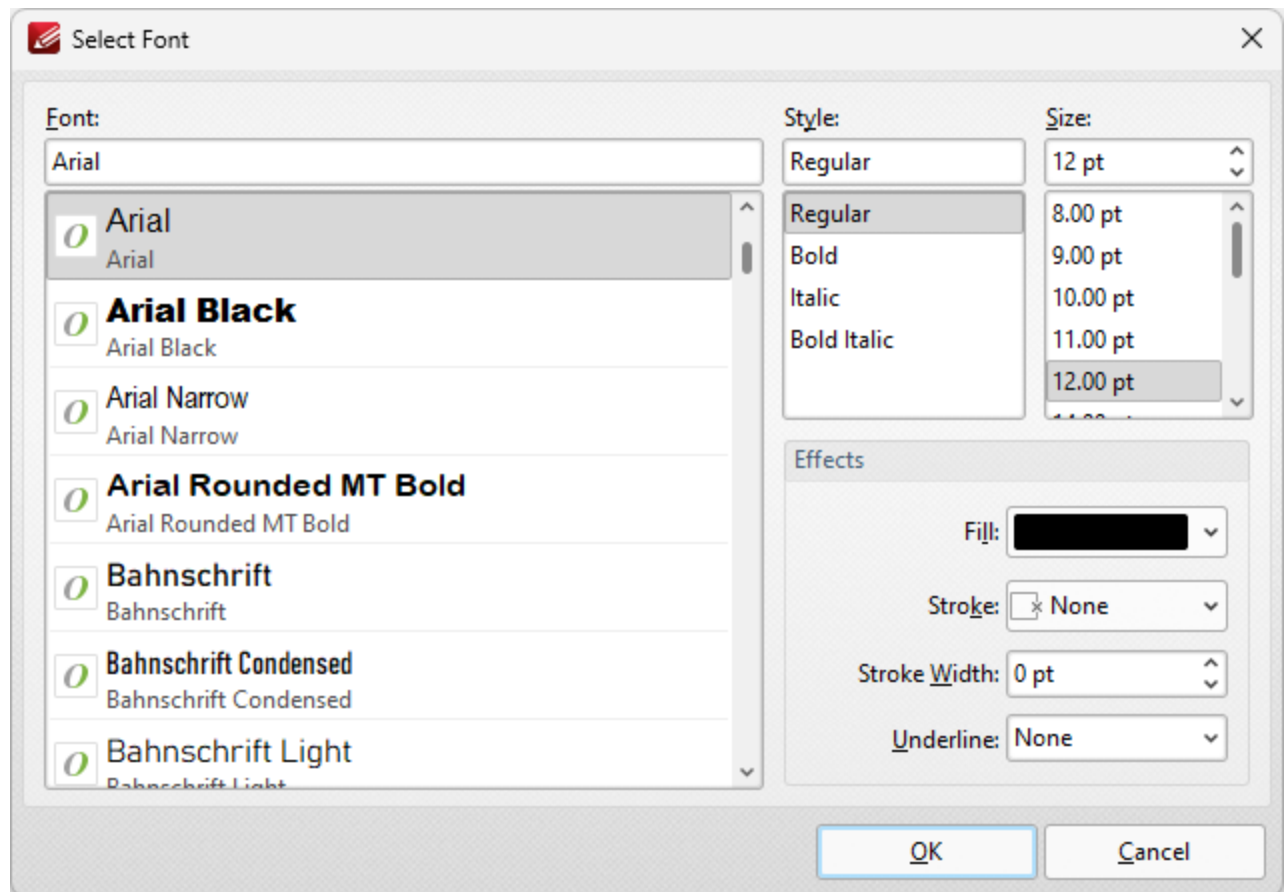 Select Font
Font:
Style:
Size:
Arial
Regular
12 pt
Arial
Arial
Arial Black
Arial Black
Arial Narrow
Arial Narrow
Arial Rounded MT Bold
Arial Rounded MT Bold
Bahnschrift
Bahnschrift
Bahnschrift Condensed
Bahnschrift Condensed
Bahnschrift Light
Bahnschrift Light
Regular
Bold
Italic
Bold Italic
8.00 pt
9.00 pt
10.00 pt
11.00 pt
12.00 pt
Effects
Fill:
Stroke: None
Stroke Width: 0 pt
Underline: None
OK
Cancel